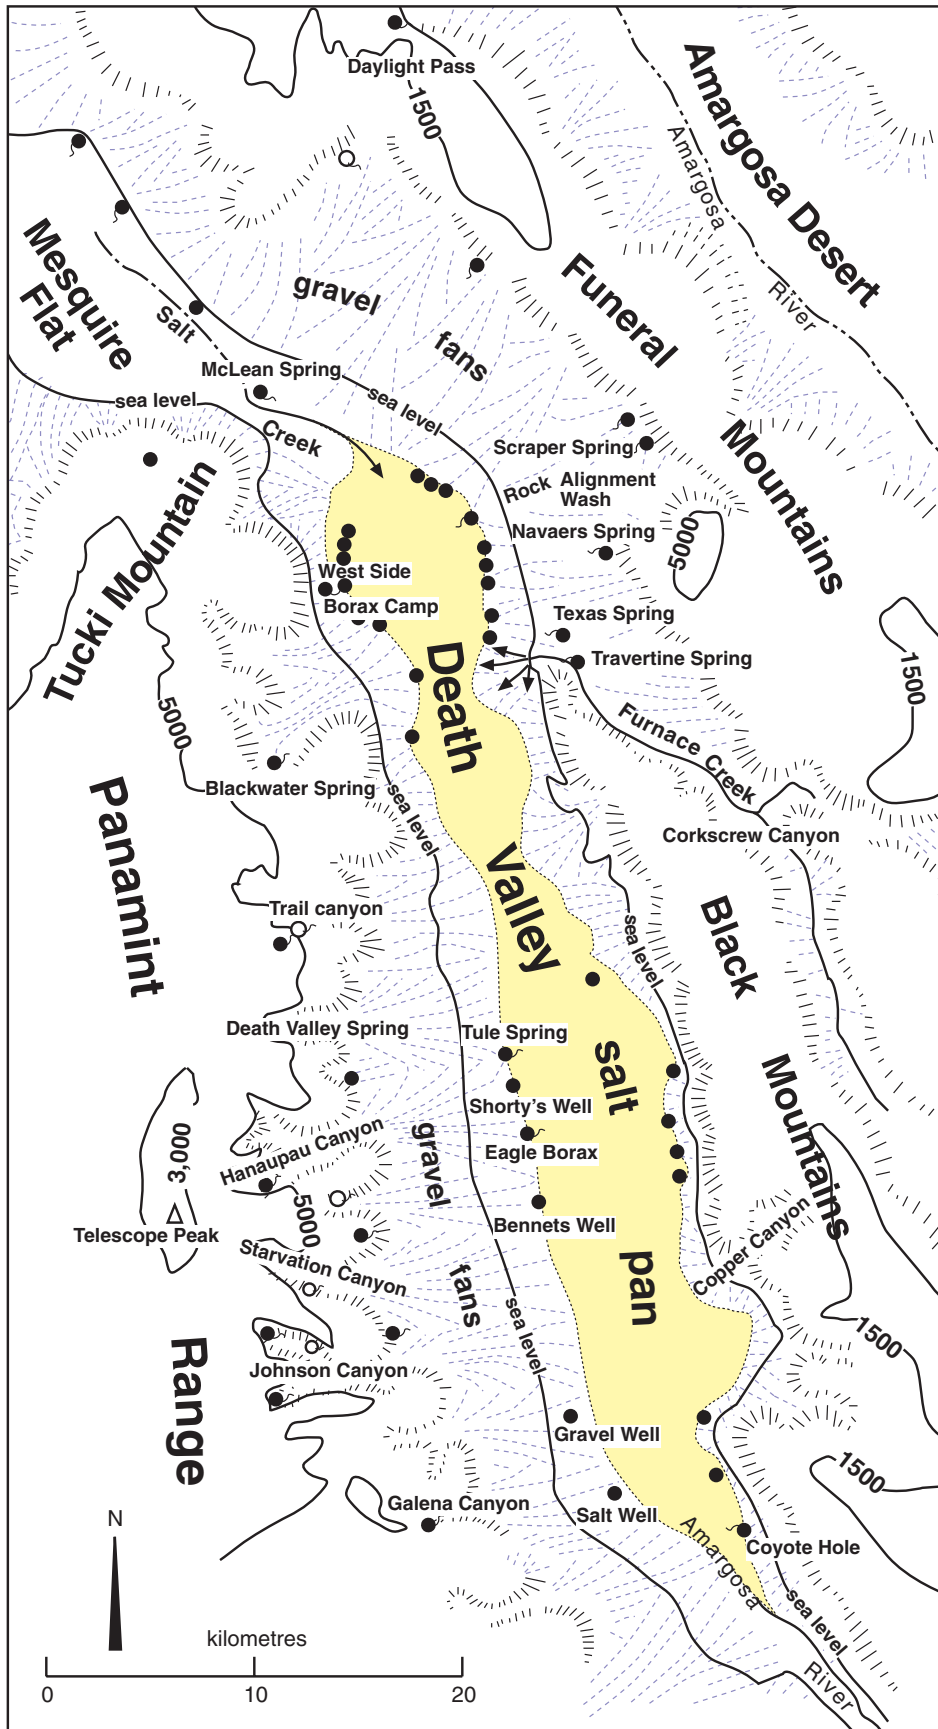 Daylight Pass
1500
Amargosa Desert
Amargosa
River
Mesquire
Flat
Salt
gravel
fans
Funeral
Mountains
McLean Spring
sea level
sea level
Creek
Scraper Spring
Rock Alignment
Wash
Navaers Spring
5000
Tucki Mountain
West Side
Borax Camp
Texas Spring
Travertine Spring
1500
Death
Valley
salt
pan
5000
Furnace Creek
Blackwater Spring
sea level
Corkscrew Canyon
Panamint
Range
Trail canyon
Black
Mountains
sea level
Death Valley Spring
Tule Spring
Shorty's Well
Eagle Borax
Bennets Well
3,000
Hanaupau Canyon
gravel
fans
5000
Telescope Peak
Starvation Canyon
Copper Canyon
sea level
1500
Johnson Canyon
Gravel Well
1500
Galena Canyon
Salt Well
Amargosa
River
Coyote Hole
sea level
N
kilometres
0 10 20